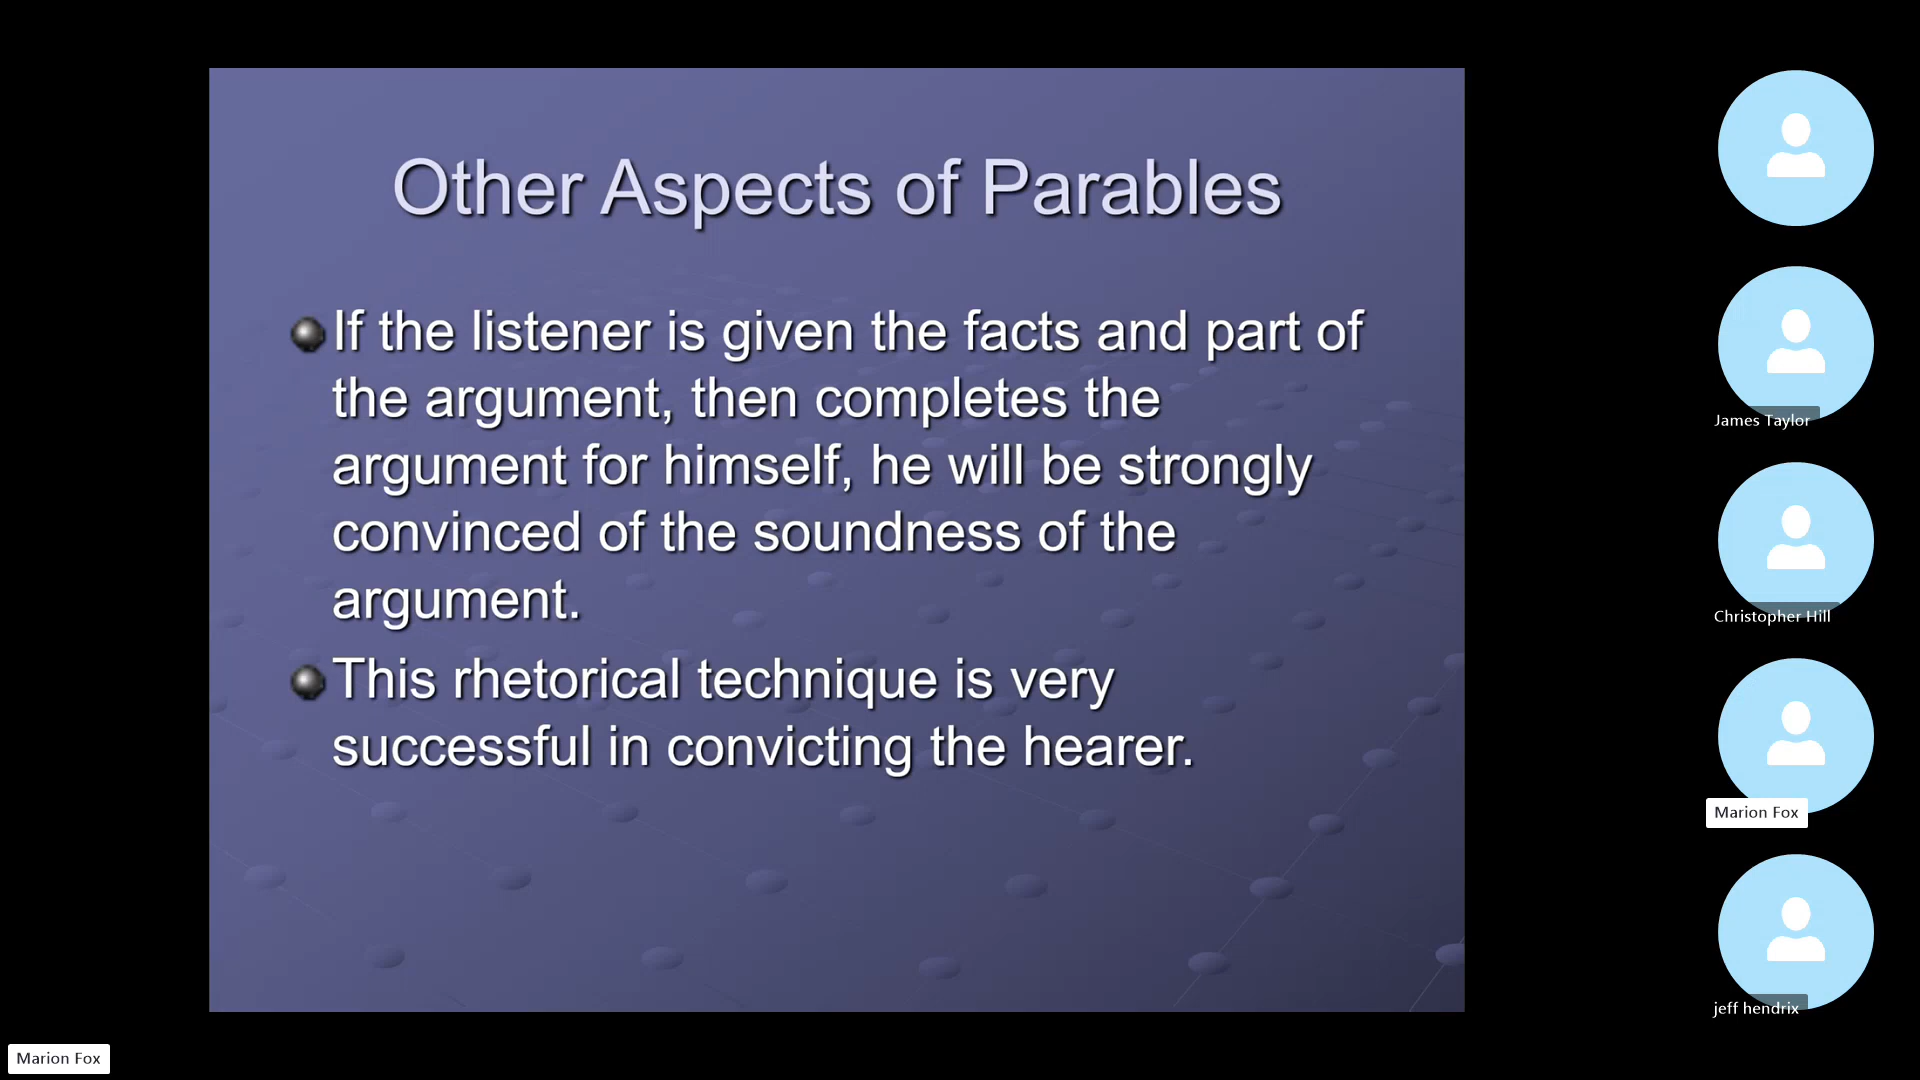 Other Aspects of Parables
If the listener is given the facts and part of
the argument, then completes the
argument for himself, he will be strongly
convinced of the soundness of the
argument.
This rhetorical technique is very
successful in convicting the hearer.
James Taylor
Christopher Hill
Marion Fox
jeff hendrix
Marion Fox